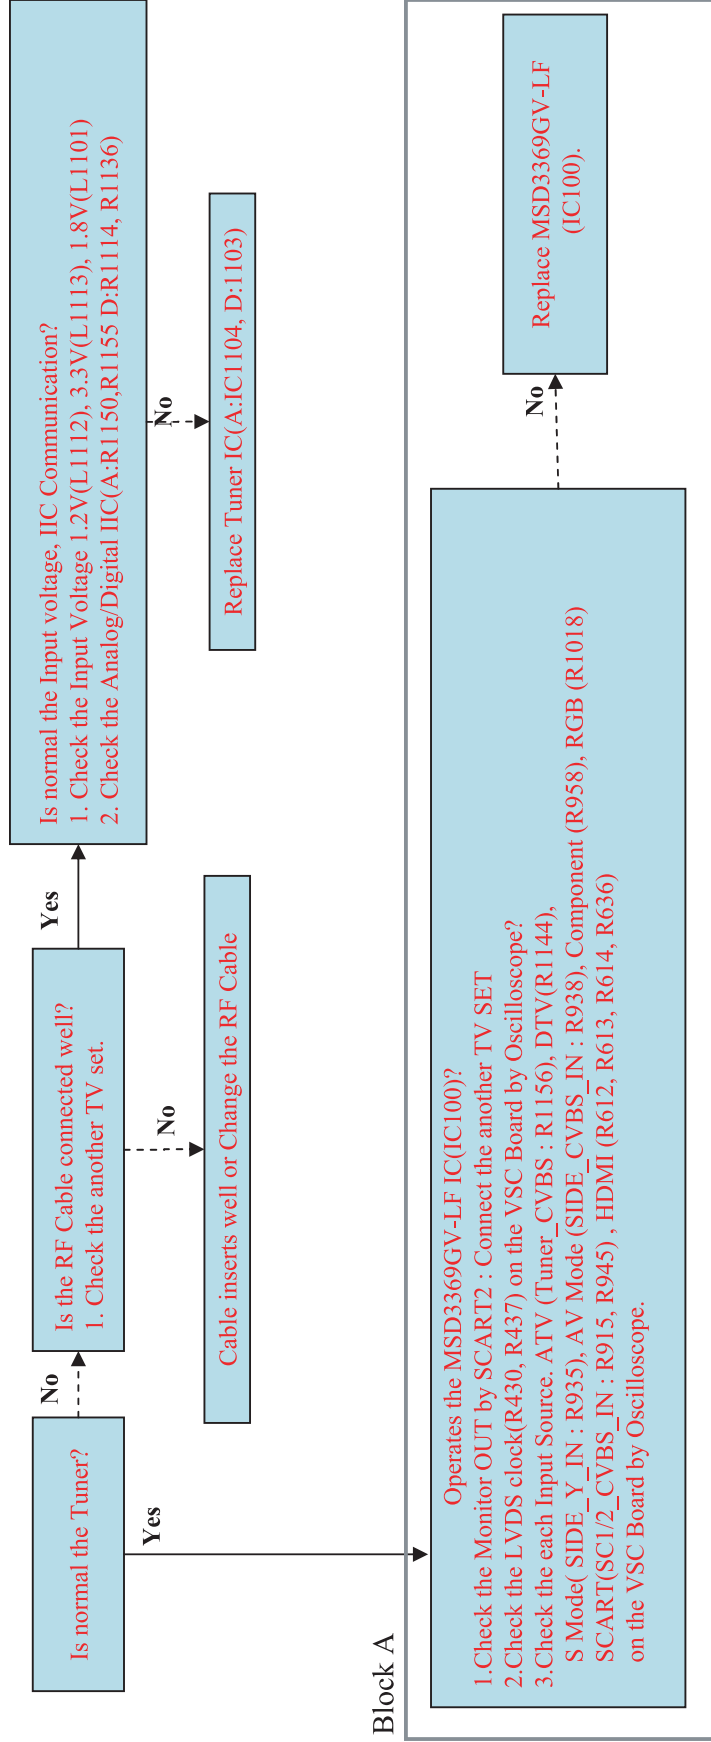 Is normal the Tuner?
No
Is the RF Cable connected well?
1. Check the another TV set.
Yes
Is normal the Input voltage, IIC Communication?
1. Check the Input Voltage 1.2V(L1112), 3.3V(L1113), 1.8V(L1101)
2. Check the Analog/Digital IIC(A:R1150,R1155 D:R1114, R1136)
No
Cable inserts well or Change the RF Cable
No
Replace Tuner IC(A:IC1104, D:1103)
Yes
Block A
Operates the MSD3369GV-LF IC(IC100)?
1.Check the Monitor OUT by SCART2 : Connect the another TV SET
2.Check the LVDS clock(R430, R437) on the VSC Board by Oscilloscope?
3.Check the each Input Source. ATV (Tuner_CVBS : R1156), DTV(R1144),
S Mode( SIDE_Y_IN : R935), AV Mode (SIDE_CVBS_IN : R938), Component (R958), RGB (R1018)
SCART(SC1/2_CVBS_IN : R915, R945) , HDMI (R612, R613, R614, R636)
on the VSC Board by Oscilloscope.
No
Replace MSD3369GV-LF
(IC100).